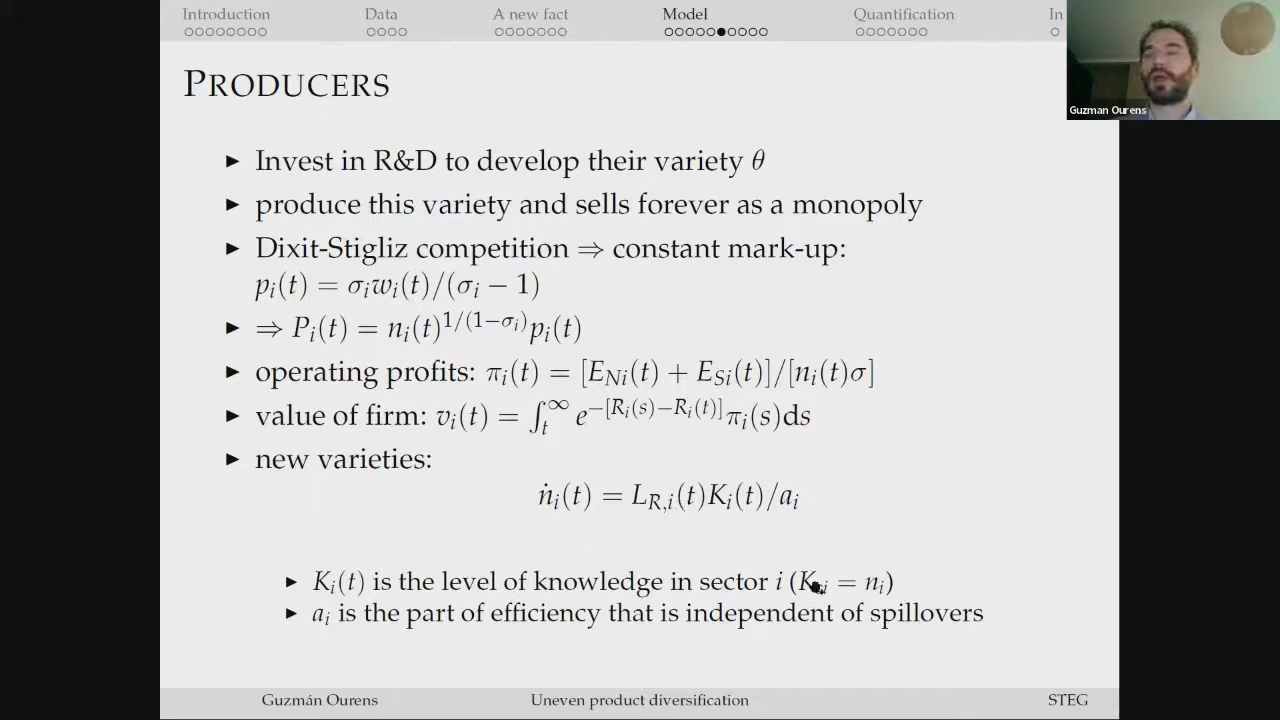 Introduction Data A new fact Model Quantification In
Guzman Ourens
PRODUCERS
▶ Invest in R&D to develop their variety θ
▶ produce this variety and sells forever as a monopoly
▶ Dixit-Stigliz competition ⇒ constant mark-up:
p_i(t) = σ_i w_i(t)/(σ_i − 1)
▶ ⇒ P_i(t) = n_i(t)^{1/(1−σ_i)} p_i(t)
▶ operating profits: π_i(t) = [E_{Ni}(t) + E_{Si}(t)]/[n_i(t)σ]
▶ value of firm: v_i(t) = ∫_t^∞ e^{−[R_i(s)−R_i(t)]} π_i(s)ds
▶ new varieties:
ṅ_i(t) = L_{R,i}(t)K_i(t)/a_i
▶ K_i(t) is the level of knowledge in sector i (K_i = n_i)
▶ a_i is the part of efficiency that is independent of spillovers
Guzmán Ourens Uneven product diversification STEG